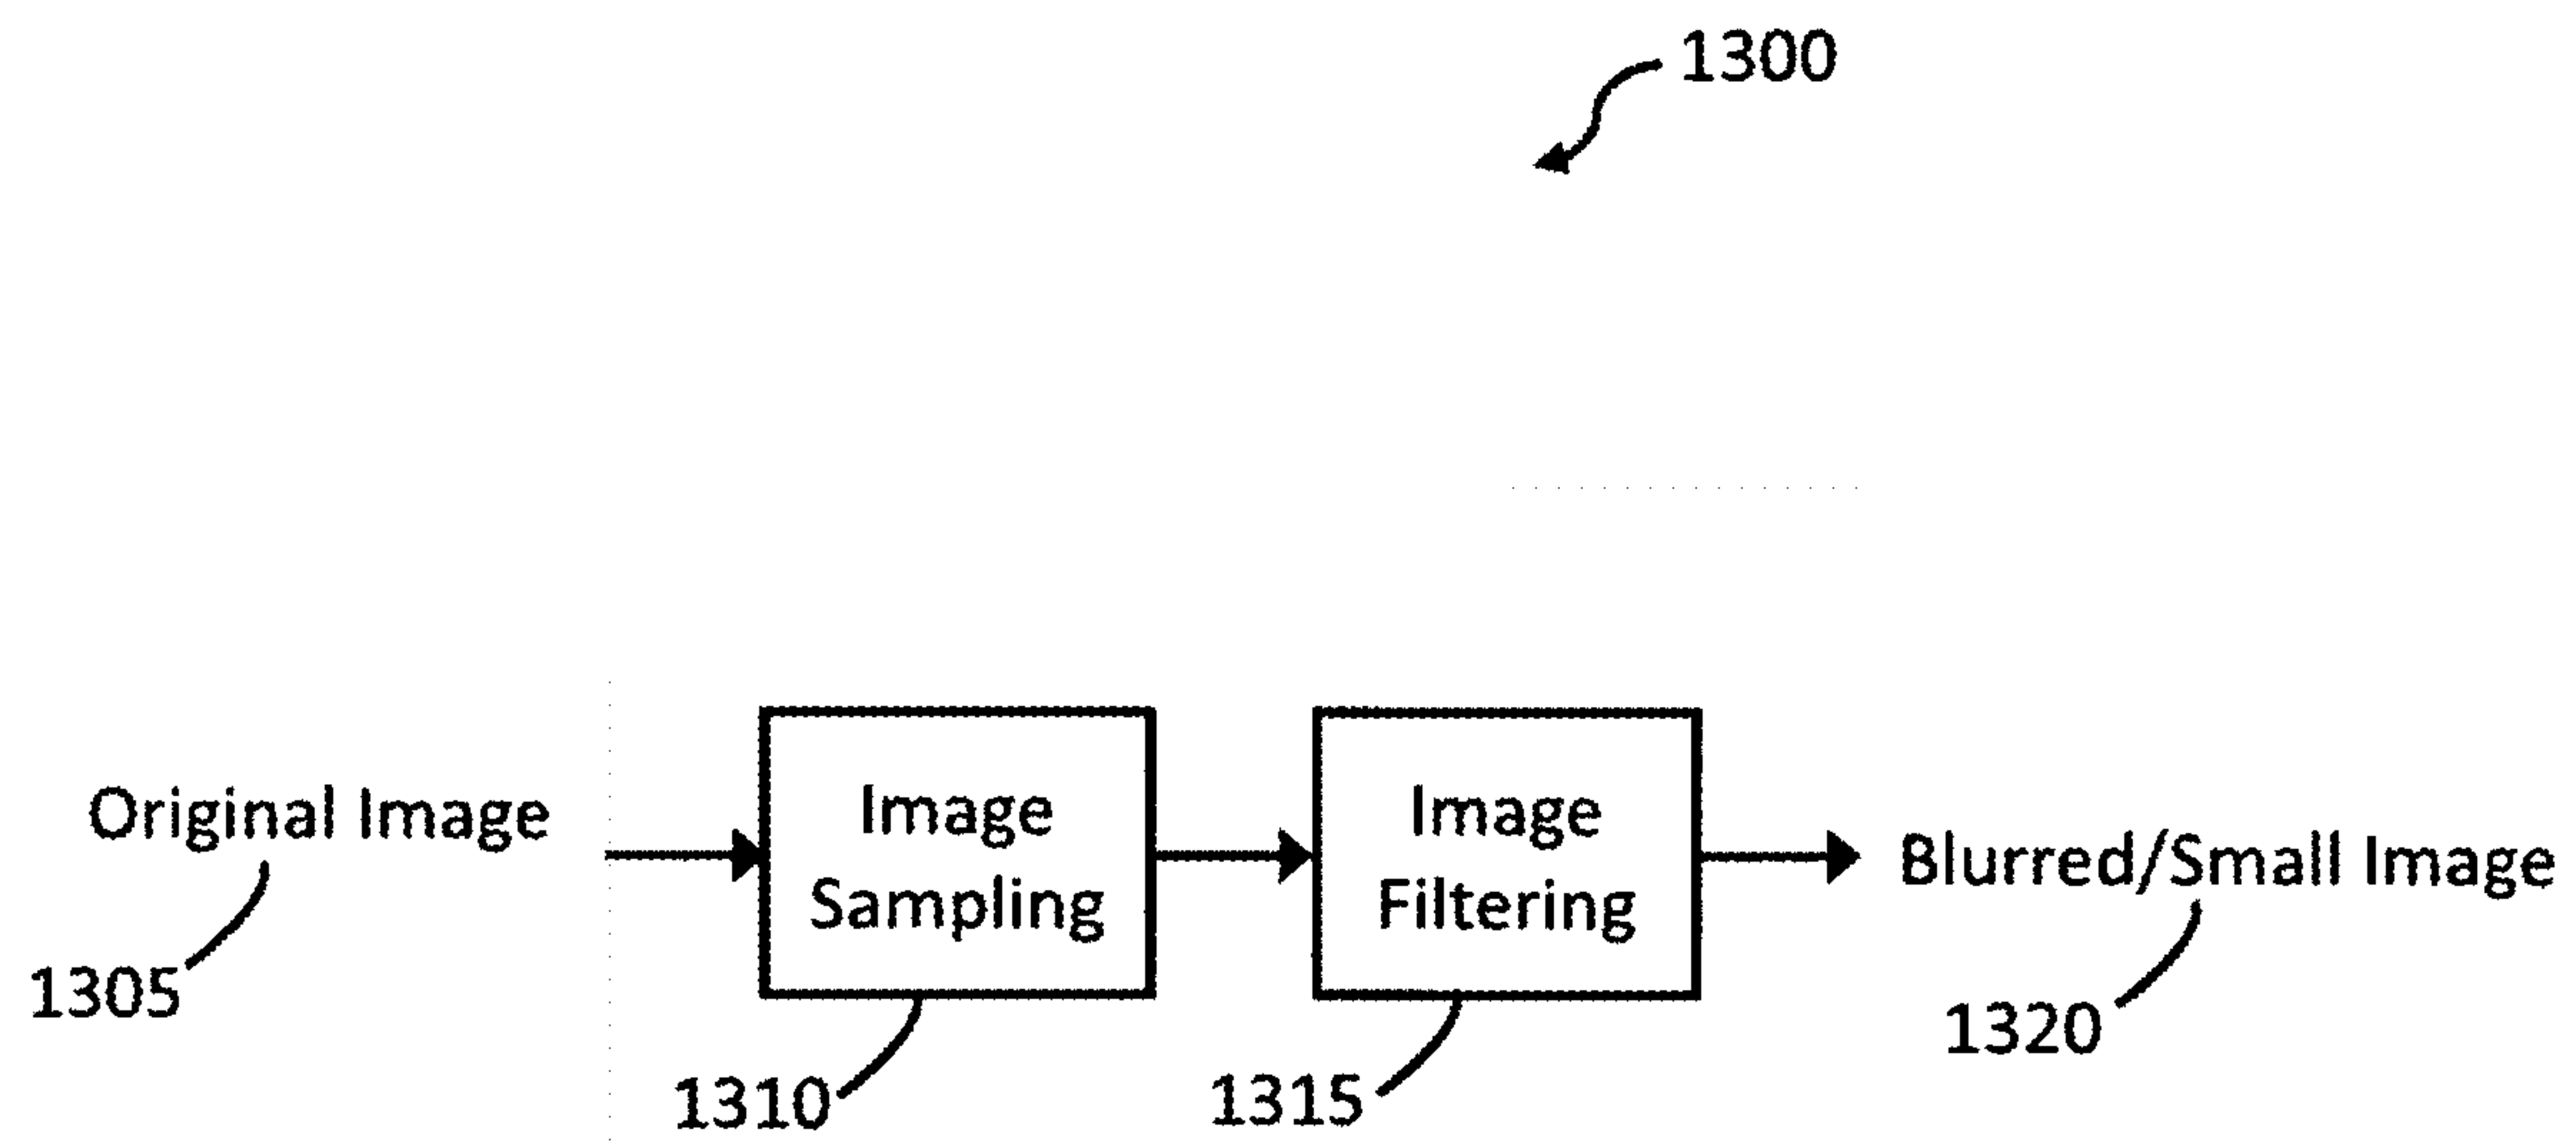 1300
Original Image
Image
Sampling
Image
Filtering
Blurred/Small Image
1305
1310
1315
1320